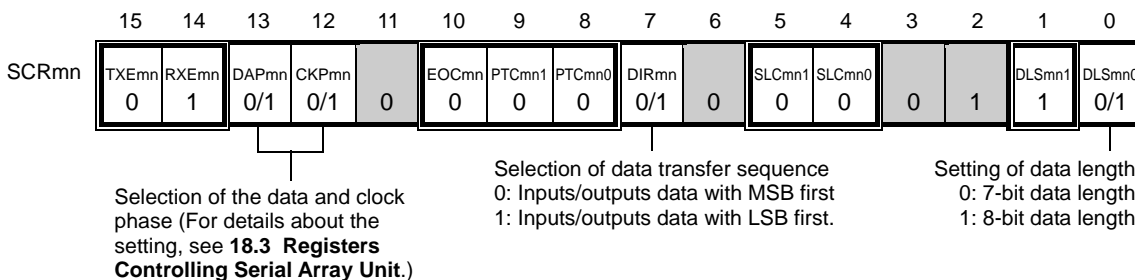 15 14 13 12 11 10 9 8 7 6 5 4 3 2 1 0
SCRmn
TXEmn RXEmn DAPmn CKPmn EOCmn PTCmn1 PTCmn0 DIRmn SLCmn1 SLCmn0 DLSmn1 DLSmn0
0 1 0/1 0/1 0 0 0 0 0/1 0 0 0 0 1 1 0/1
Selection of the data and clock
phase (For details about the
setting, see 18.3 Registers
Controlling Serial Array Unit.)
Selection of data transfer sequence
0: Inputs/outputs data with MSB first
1: Inputs/outputs data with LSB first.
Setting of data length
0: 7-bit data length
1: 8-bit data length